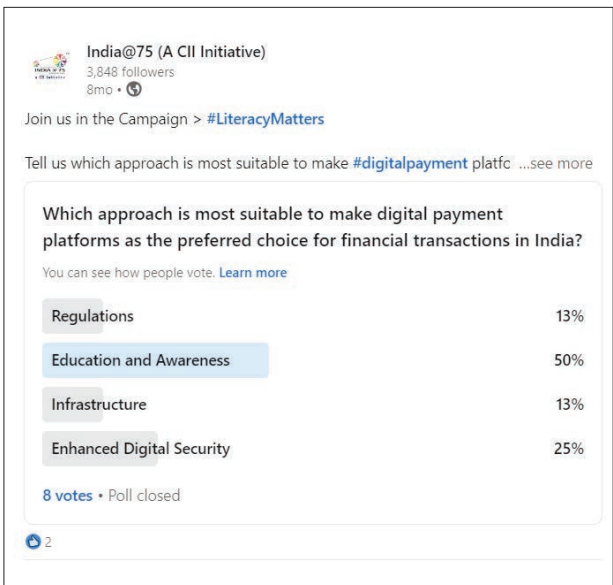 India@75 (A CII Initiative)
3,848 followers
8mo •
Join us in the Campaign > #LiteracyMatters
Tell us which approach is most suitable to make #digitalpayment platfc ...see more
Which approach is most suitable to make digital payment
platforms as the preferred choice for financial transactions in India?
You can see how people vote. Learn more
Regulations 13%
Education and Awareness 50%
Infrastructure 13%
Enhanced Digital Security 25%
8 votes • Poll closed
2